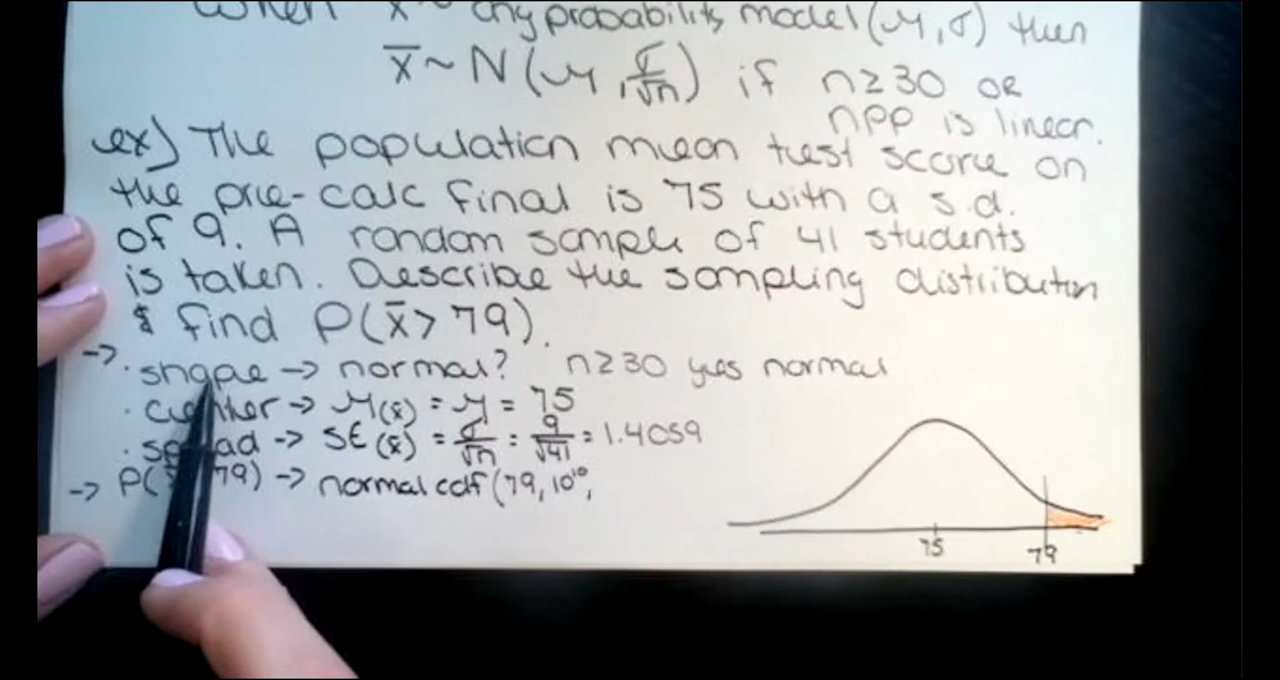 When x ~ any probability model (μ, σ) then
x̄ ~ N(μ, σ/√n) if n ≥ 30 or
npp is linear.
ex) The population mean test score on
the pre-calc final is 75 with a s.d.
of 9. A random sample of 41 students
is taken. Describe the sampling distribution
& find P(x̄ > 79).
→ · shape → normal? n ≥ 30 yes normal
· center → μ(x̄) = μ = 75
· spread → SE(x̄) = σ/√n = 9/√41 = 1.4059
→ P( 79) → normalcdf(79, 10¹⁰,
75 79